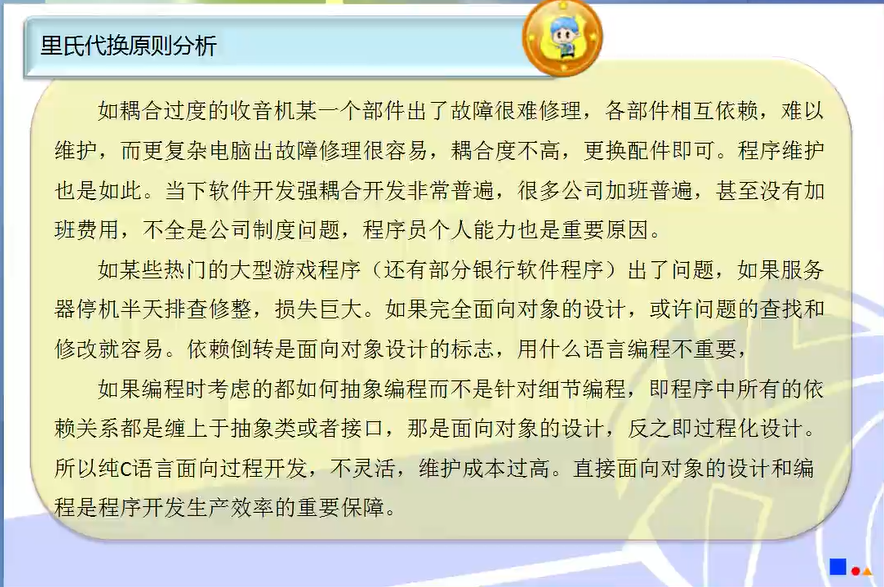 里氏代换原则分析
如耦合过度的收音机某一个部件出了故障很难修理，各部件相互依赖，难以
维护，而更复杂电脑出故障修理很容易，耦合度不高，更换配件即可。程序维护
也是如此。当下软件开发强耦合开发非常普遍，很多公司加班普遍，甚至没有加
班费用，不全是公司制度问题，程序员个人能力也是重要原因。
如某些热门的大型游戏程序（还有部分银行软件程序）出了问题，如果服务
器停机半天排查修整，损失巨大。如果完全面向对象的设计，或许问题的查找和
修改就容易。依赖倒转是面向对象设计的标志，用什么语言编程不重要，
如果编程时考虑的都如何抽象编程而不是针对细节编程，即程序中所有的依
赖关系都是缠上于抽象类或者接口，那是面向对象的设计，反之即过程化设计。
所以纯C语言面向过程开发，不灵活，维护成本过高。直接面向对象的设计和编
程是程序开发生产效率的重要保障。